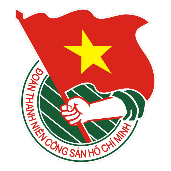 ĐOÀN THANH NIÊN CỘNG SẢN HỒ CHÍ MINH